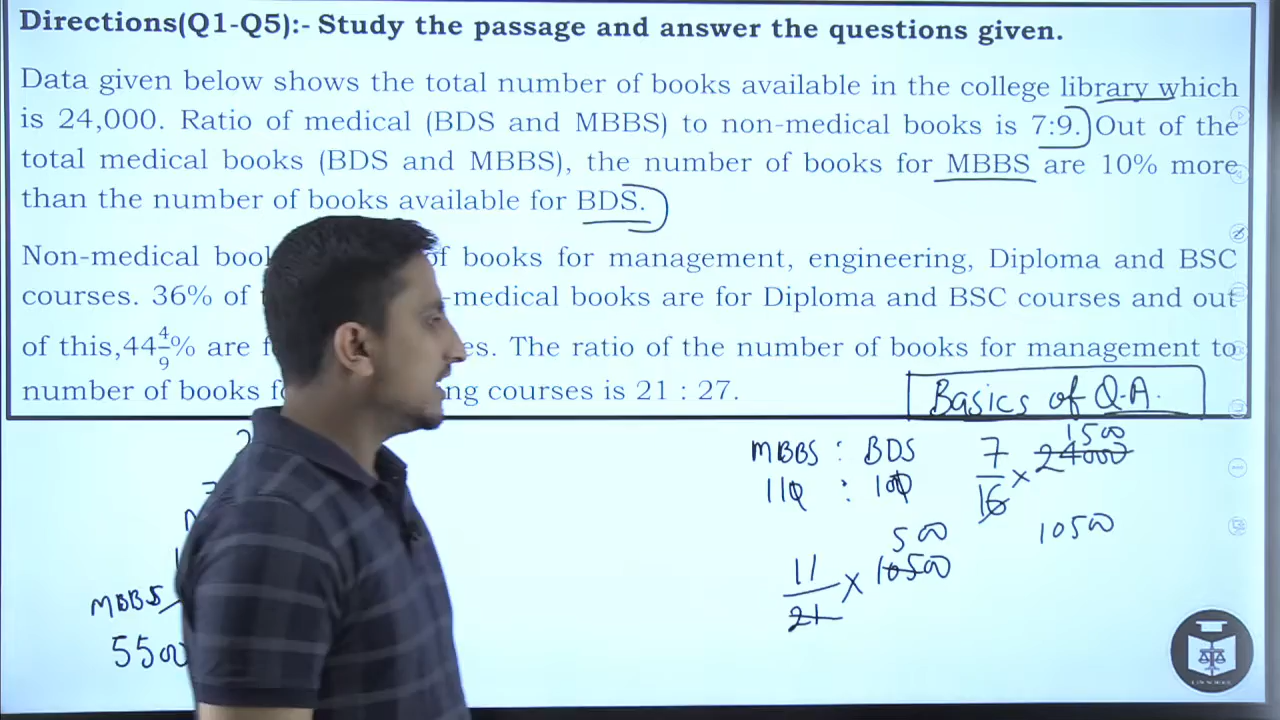 Directions(Q1-Q5):- Study the passage and answer the questions given.
Data given below shows the total number of books available in the college library which
is 24,000. Ratio of medical (BDS and MBBS) to non-medical books is 7:9. Out of the
total medical books (BDS and MBBS), the number of books for MBBS are 10% more
than the number of books available for BDS.
Non-medical of books for management, engineering, Diploma and BSC
courses. 36% of -medical books are for Diploma and BSC courses and out
of this,44 4/9% are The ratio of the number of books for management to
number of books courses is 21 : 27.
Basics of Q.A.
MBBS : BDS
110 : 100
7/16 × 24000
1500
10500
500
11/21 × 10500
MBBS
5500